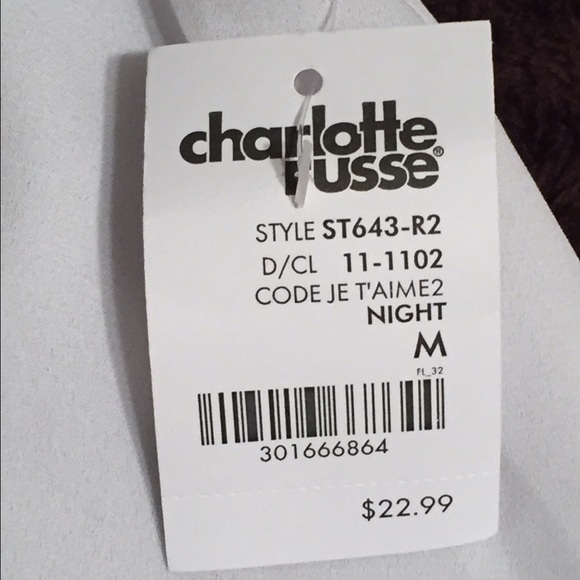 charlotte
russe®
STYLE ST643-R2
D/CL 11-1102
CODE JE T'AIME2
NIGHT
M
FL_32
301666864
$22.99